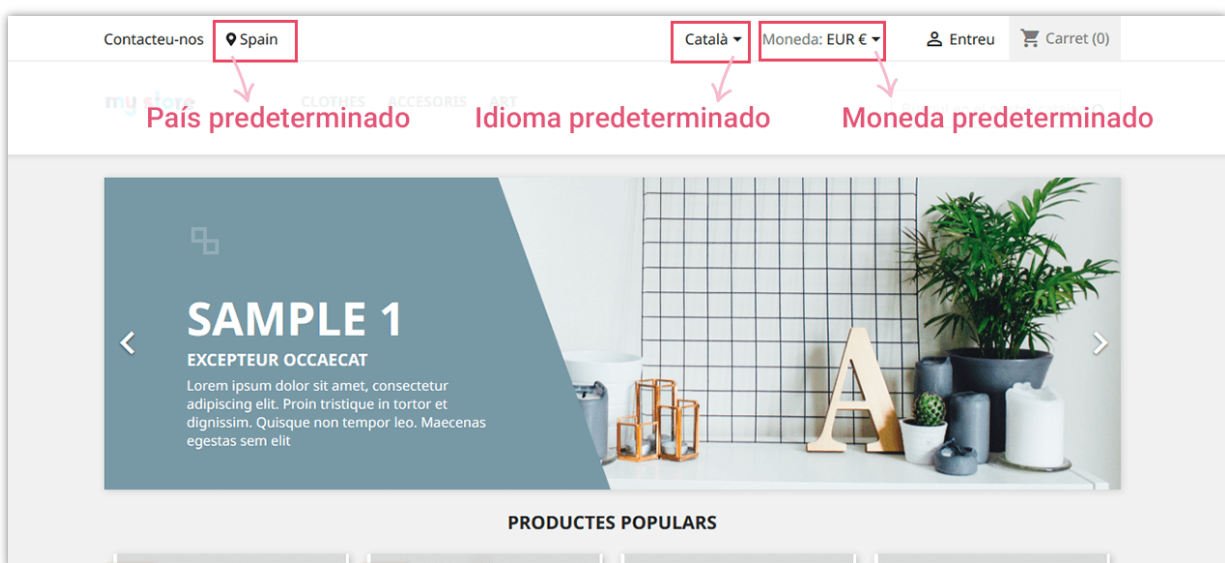 Contacteu-nos Spain Català Moneda: EUR € Entreu Carret (0)
my store CLOTHES ACCESORIS ART
País predeterminado Idioma predeterminado Moneda predeterminado
SAMPLE 1
EXCEPTEUR OCCAECAT
Lorem ipsum dolor sit amet, consectetur
adipiscing elit. Proin tristique in tortor et
dignissim. Quisque non tempor leo. Maecenas
egestas sem elit
A
PRODUCTES POPULARS